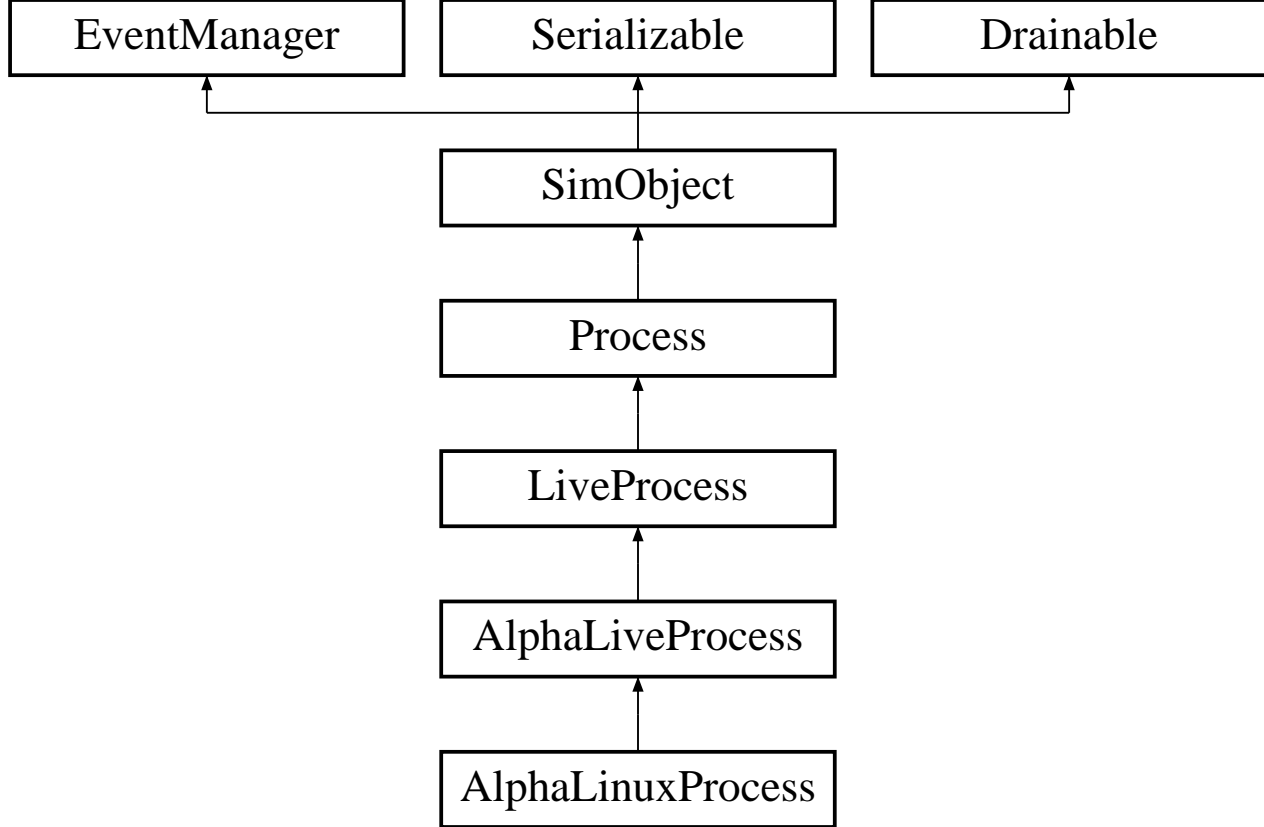 EventManager
Serializable
Drainable
SimObject
Process
LiveProcess
AlphaLiveProcess
AlphaLinuxProcess